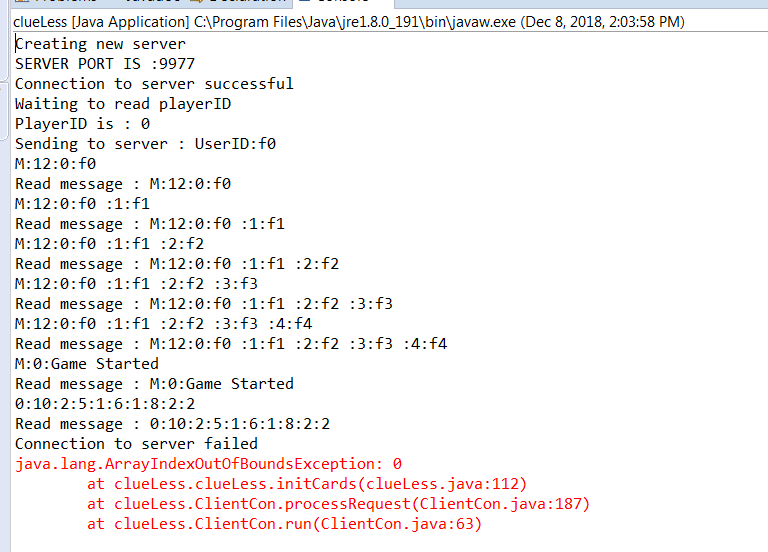 clueLess [Java Application] C:\Program Files\Java\jre1.8.0_191\bin\javaw.exe (Dec 8, 2018, 2:03:58 PM)
Creating new server
SERVER PORT IS :9977
Connection to server successful
Waiting to read playerID
PlayerID is : 0
Sending to server : UserID:f0
M:12:0:f0
Read message : M:12:0:f0
M:12:0:f0 :1:f1
Read message : M:12:0:f0 :1:f1
M:12:0:f0 :1:f1 :2:f2
Read message : M:12:0:f0 :1:f1 :2:f2
M:12:0:f0 :1:f1 :2:f2 :3:f3
Read message : M:12:0:f0 :1:f1 :2:f2 :3:f3
M:12:0:f0 :1:f1 :2:f2 :3:f3 :4:f4
Read message : M:12:0:f0 :1:f1 :2:f2 :3:f3 :4:f4
M:0:Game Started
Read message : M:0:Game Started
0:10:2:5:1:6:1:8:2:2
Read message : 0:10:2:5:1:6:1:8:2:2
Connection to server failed
java.lang.ArrayIndexOutOfBoundsException: 0
at clueLess.clueLess.initCards(clueLess.java:112)
at clueLess.ClientCon.processRequest(ClientCon.java:187)
at clueLess.ClientCon.run(ClientCon.java:63)